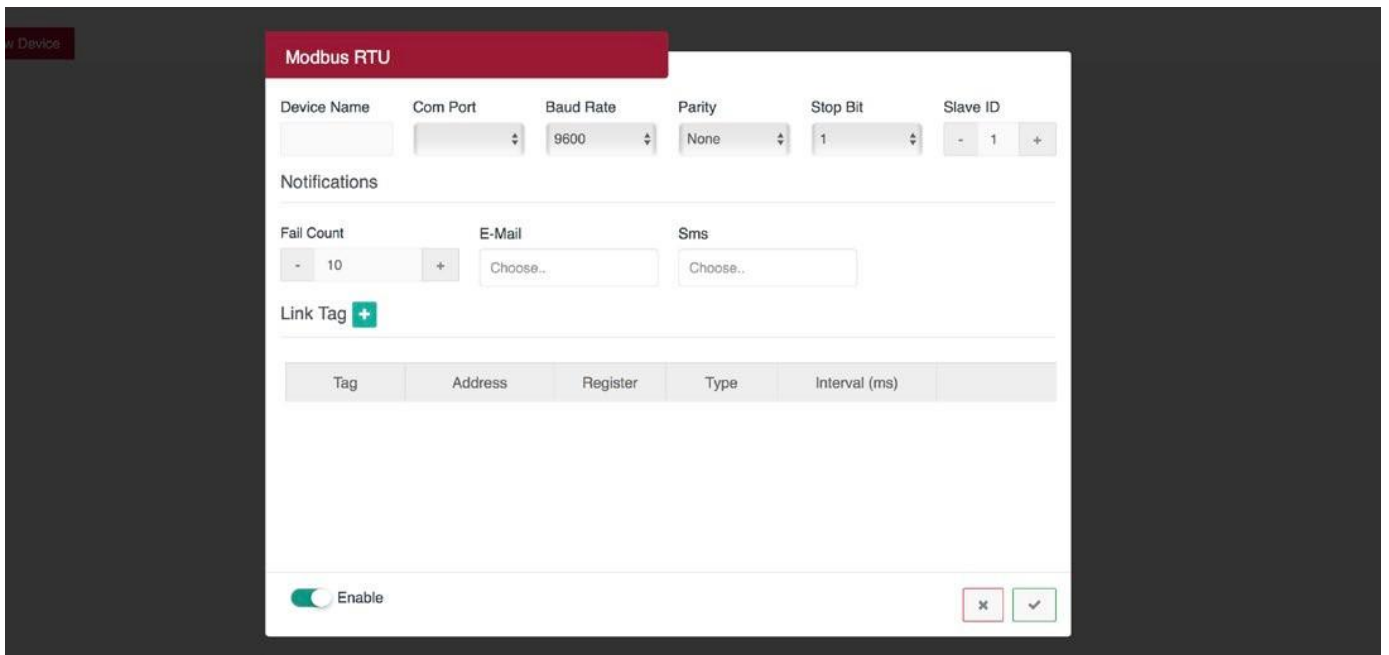 w Device
Modbus RTU
Device Name Com Port Baud Rate Parity Stop Bit Slave ID
9600 None 1 - 1 +
Notifications
Fail Count E-Mail Sms
- 10 + Choose.. Choose..
Link Tag +
Tag Address Register Type Interval (ms)
Enable